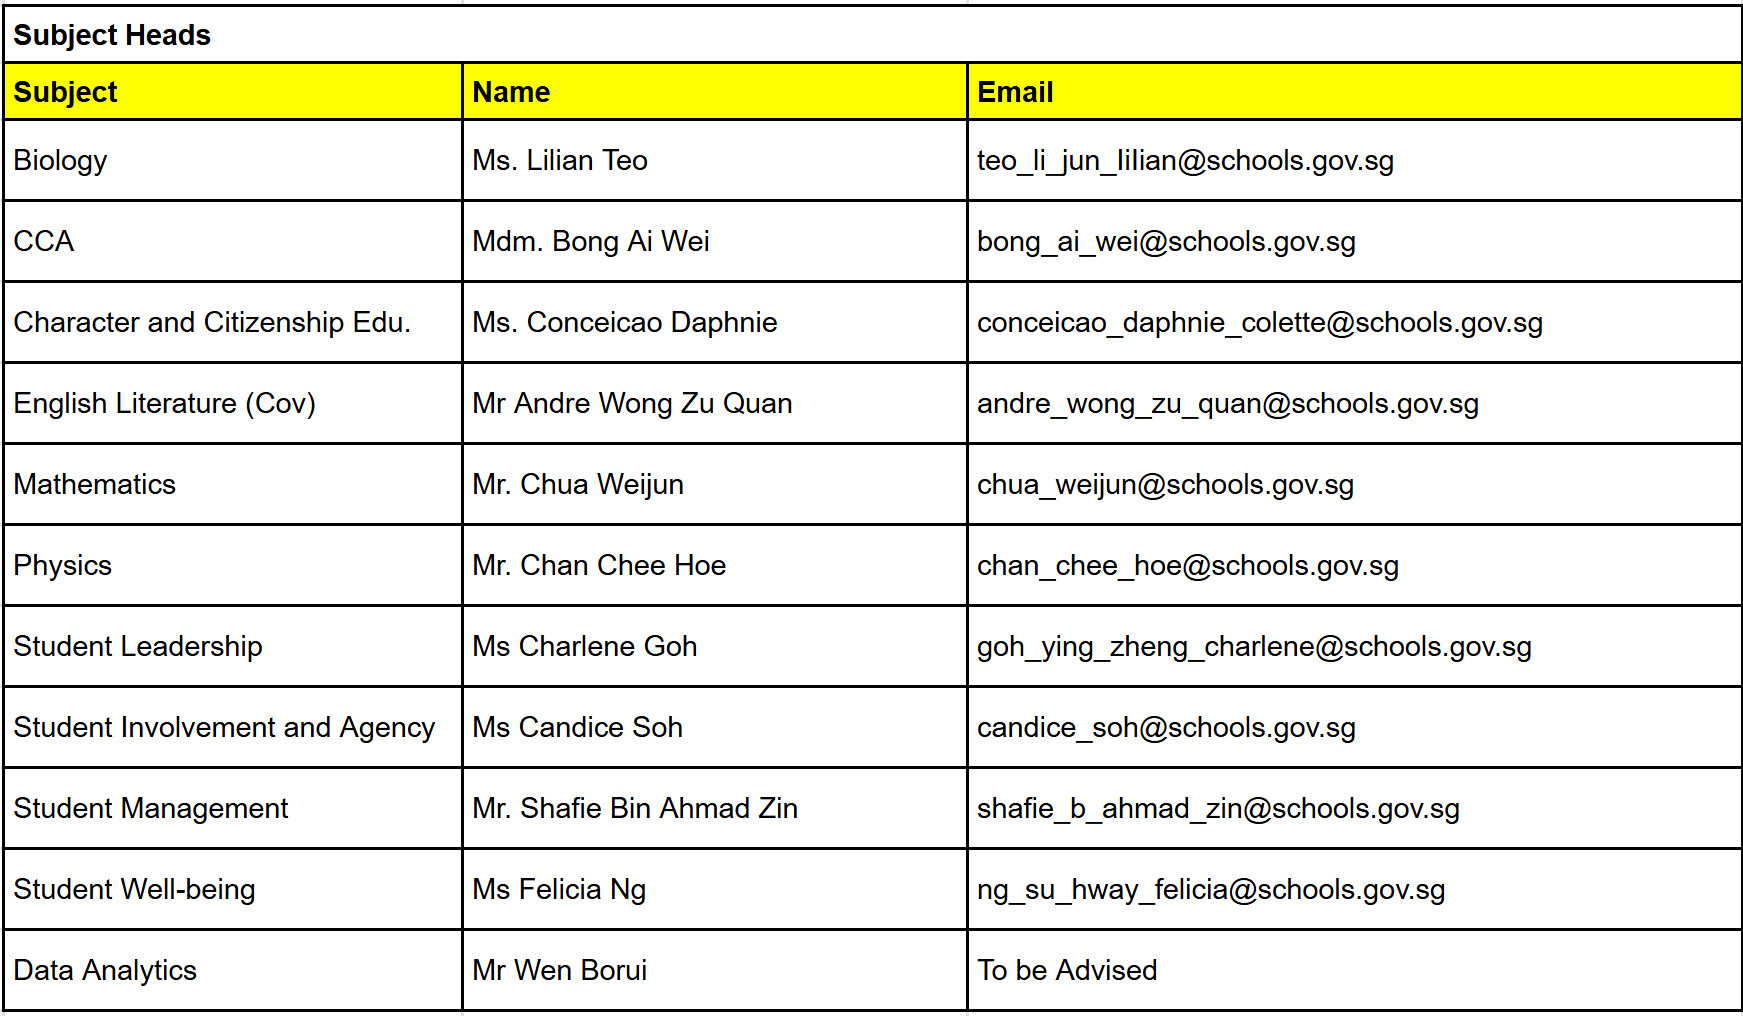 Subject Heads
Subject Name Email
Biology Ms. Lilian Teo teo_li_jun_lilian@schools.gov.sg
CCA Mdm. Bong Ai Wei bong_ai_wei@schools.gov.sg
Character and Citizenship Edu. Ms. Conceicao Daphnie conceicao_daphnie_colette@schools.gov.sg
English Literature (Cov) Mr Andre Wong Zu Quan andre_wong_zu_quan@schools.gov.sg
Mathematics Mr. Chua Weijun chua_weijun@schools.gov.sg
Physics Mr. Chan Chee Hoe chan_chee_hoe@schools.gov.sg
Student Leadership Ms Charlene Goh goh_ying_zheng_charlene@schools.gov.sg
Student Involvement and Agency Ms Candice Soh candice_soh@schools.gov.sg
Student Management Mr. Shafie Bin Ahmad Zin shafie_b_ahmad_zin@schools.gov.sg
Student Well-being Ms Felicia Ng ng_su_hway_felicia@schools.gov.sg
Data Analytics Mr Wen Borui To be Advised